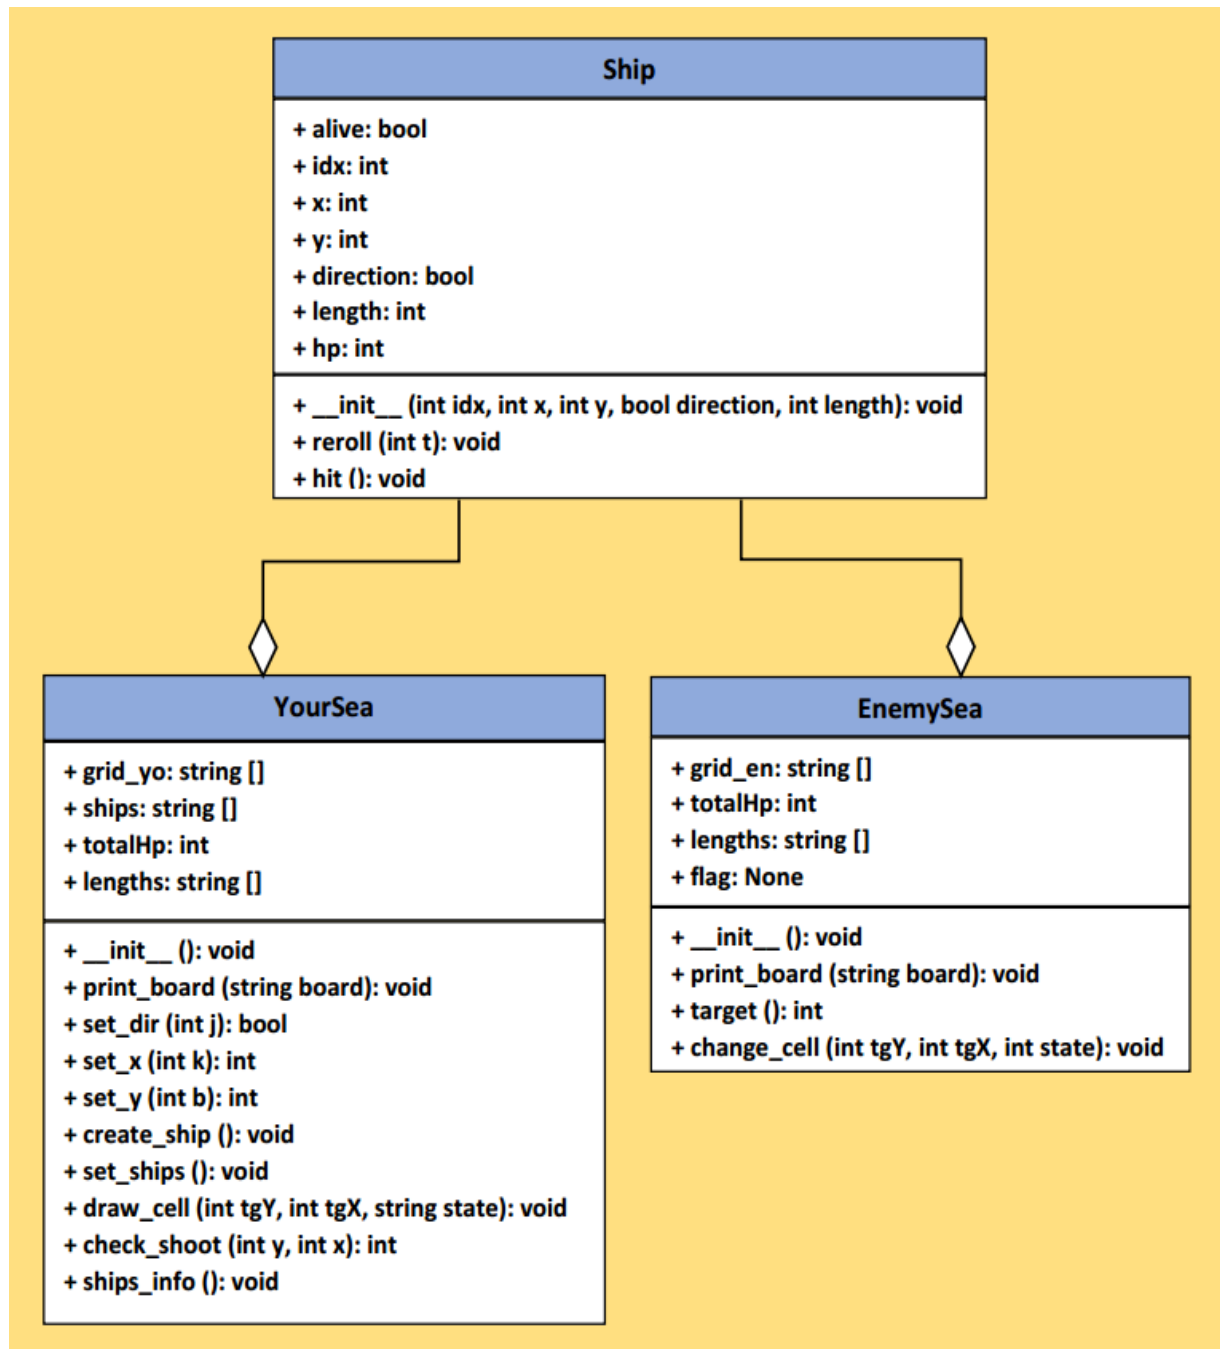 Ship
+ alive: bool
+ idx: int
+ x: int
+ y: int
+ direction: bool
+ length: int
+ hp: int
+ __init__ (int idx, int x, int y, bool direction, int length): void
+ reroll (int t): void
+ hit (): void
YourSea
+ grid_yo: string []
+ ships: string []
+ totalHp: int
+ lengths: string []
+ __init__ (): void
+ print_board (string board): void
+ set_dir (int j): bool
+ set_x (int k): int
+ set_y (int b): int
+ create_ship (): void
+ set_ships (): void
+ draw_cell (int tgY, int tgX, string state): void
+ check_shoot (int y, int x): int
+ ships_info (): void
EnemySea
+ grid_en: string []
+ totalHp: int
+ lengths: string []
+ flag: None
+ __init__ (): void
+ print_board (string board): void
+ target (): int
+ change_cell (int tgY, int tgX, int state): void